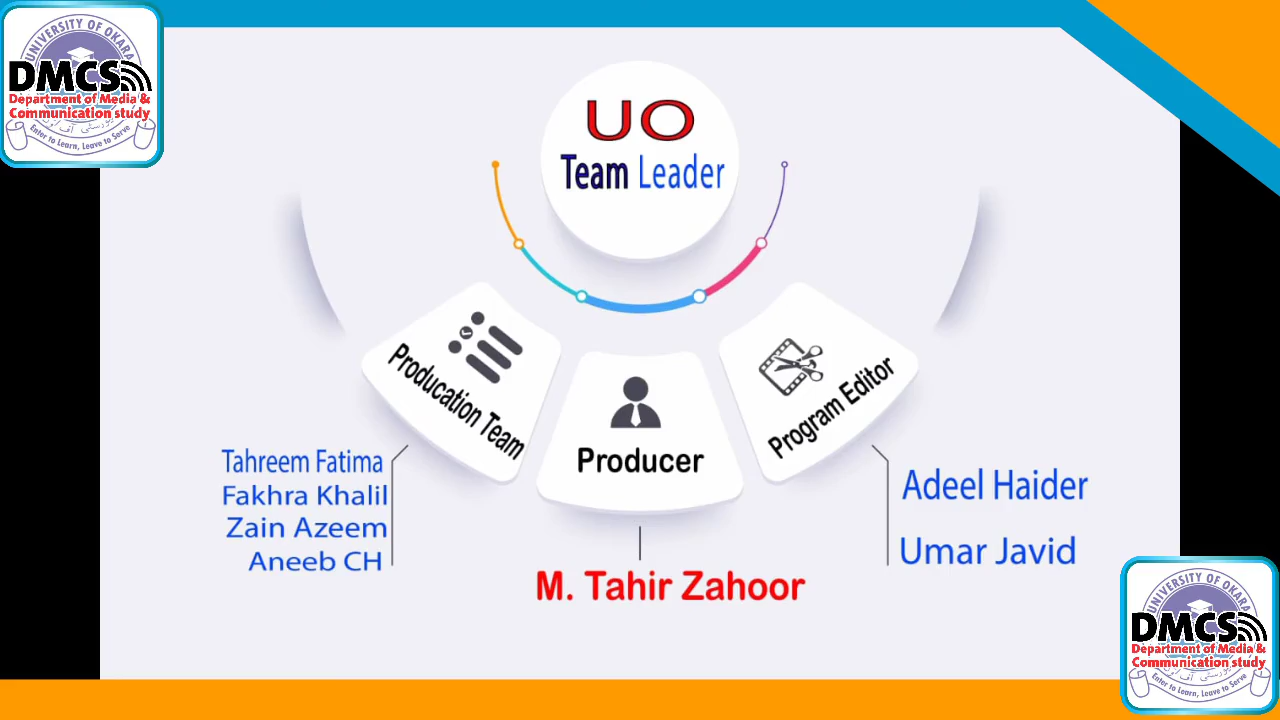 UNIVERSITY OF OKARA
DMCS
Department of Media &
Communication study
Enter to Learn, Leave to Serve
UO
Team Leader
Producation Team
Producer
Program Editor
Tahreem Fatima
Fakhra Khalil
Zain Azeem
Aneeb CH
M. Tahir Zahoor
Adeel Haider
Umar Javid
UNIVERSITY OF OKARA
DMCS
Department of Media &
Communication study
Enter to Learn, Leave to Serve